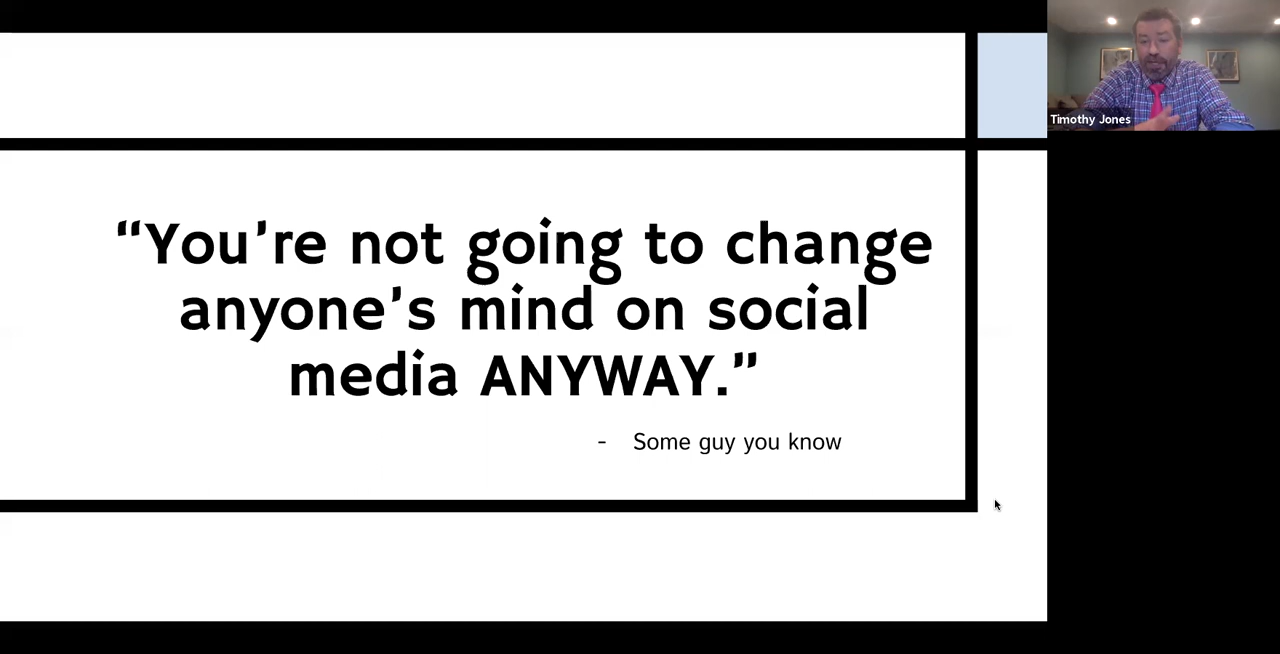 “You’re not going to change
anyone’s mind on social
media ANYWAY.”
- Some guy you know
Timothy Jones